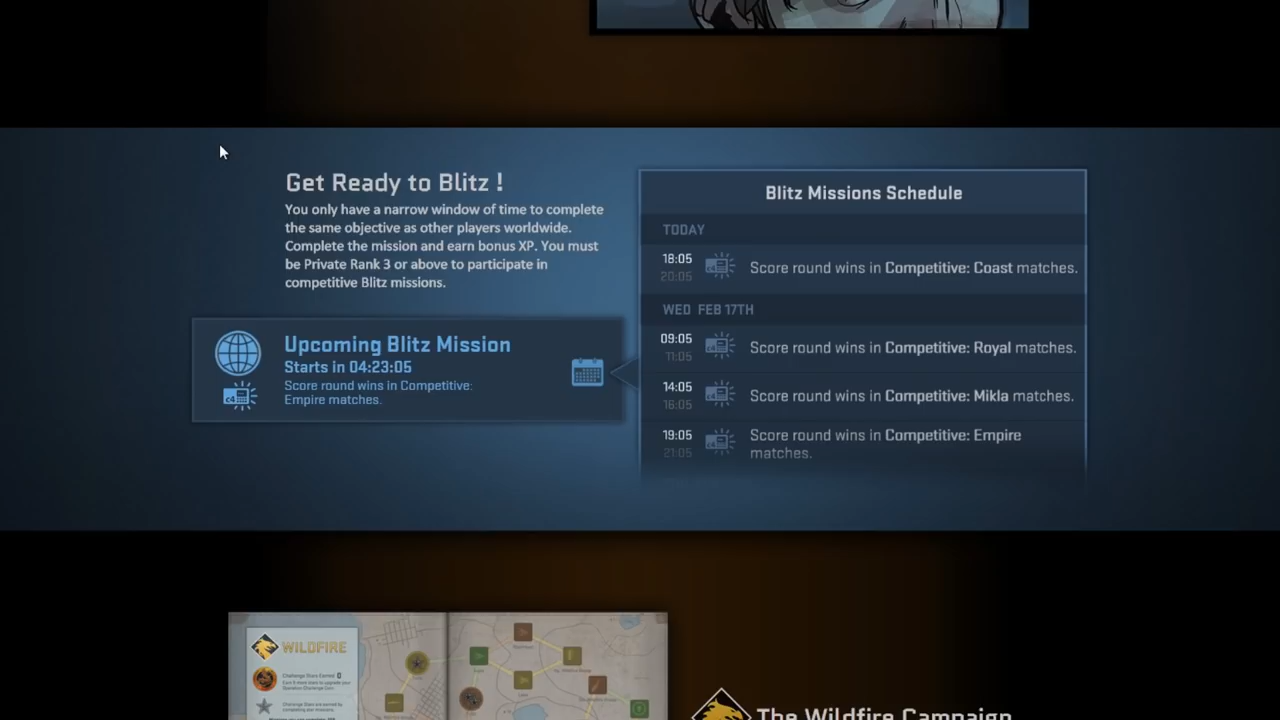 Get Ready to Blitz !
You only have a narrow window of time to complete
the same objective as other players worldwide.
Complete the mission and earn bonus XP. You must
be Private Rank 3 or above to participate in
competitive Blitz missions.
Upcoming Blitz Mission
Starts in 04:23:05
Score round wins in Competitive:
Empire matches.
Blitz Missions Schedule
TODAY
18:05
20:05
Score round wins in Competitive: Coast matches.
WED FEB 17TH
09:05
11:05
Score round wins in Competitive: Royal matches.
14:05
16:05
Score round wins in Competitive: Mikla matches.
19:05
21:05
Score round wins in Competitive: Empire
matches.
WILDFIRE
Challenge Stars Earned 0
The Wildfire Campaign